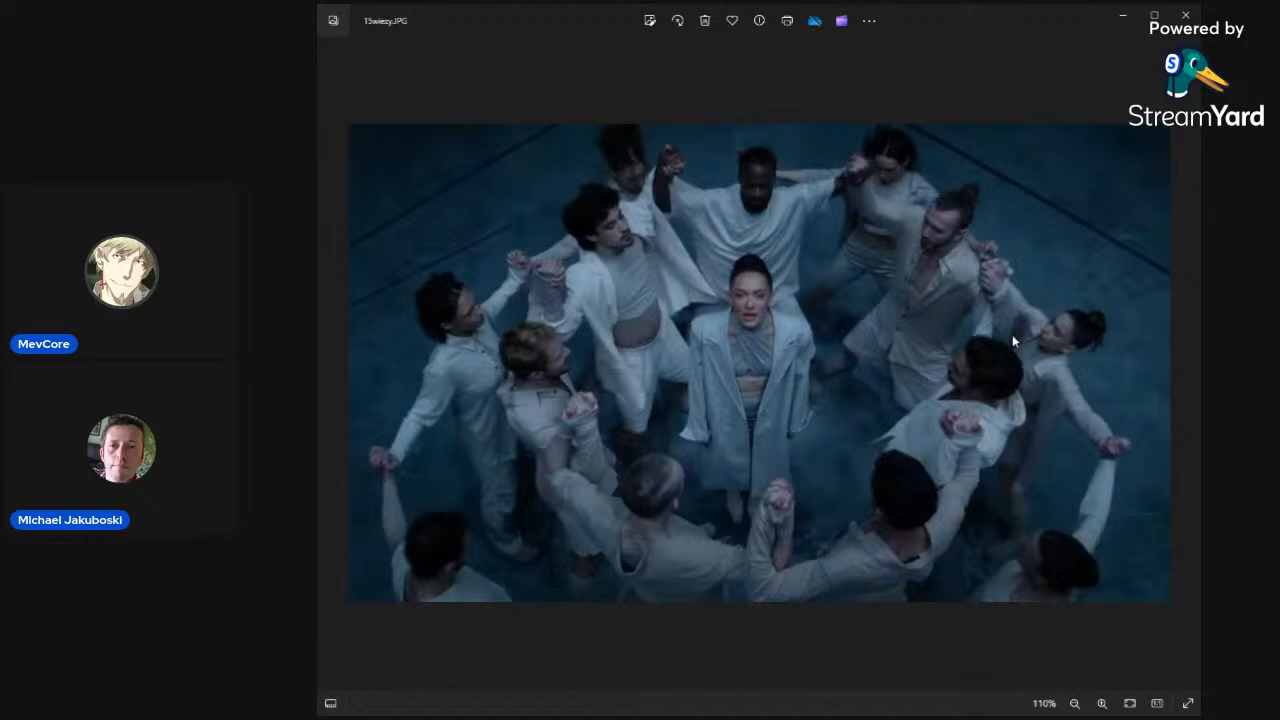 15wiezy.JPG
Powered by
S
StreamYard
MevCore
Michael Jakuboski
110%